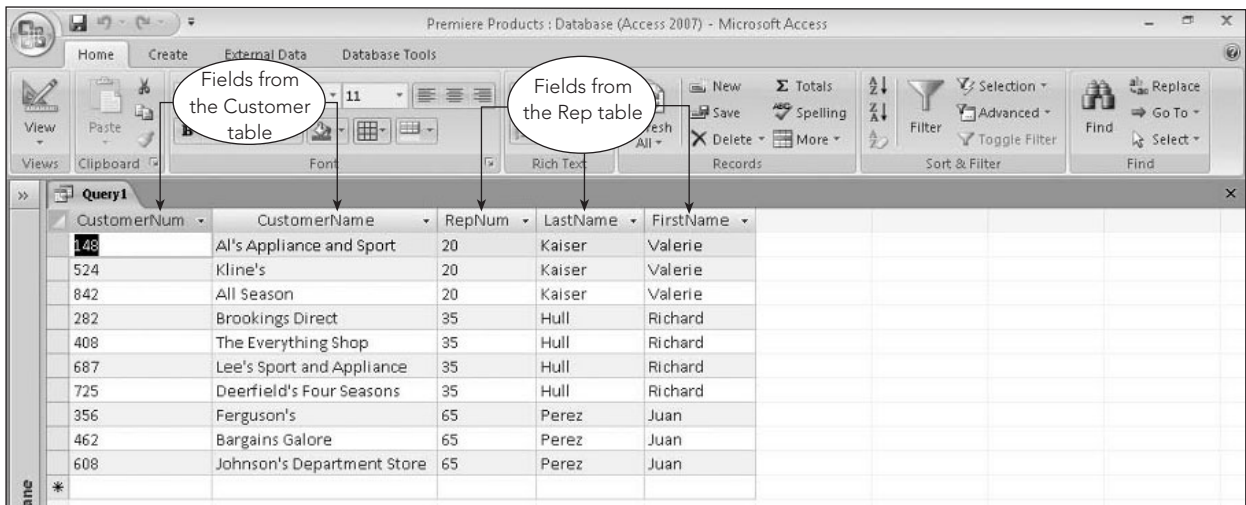 Premiere Products : Database (Access 2007) - Microsoft Access
Home Create External Data Database Tools
Fields from
the Customer
table
Fields from
the Rep table
View
Paste
11
B
All
New
Save
Delete
Σ Totals
Spelling
More
Filter
Selection
Advanced
Toggle Filter
Find
Replace
Go To
Select
Views Clipboard Font Rich Text Records Sort & Filter Find
Query1
CustomerNum CustomerName RepNum LastName FirstName
148 Al's Appliance and Sport 20 Kaiser Valerie
524 Kline's 20 Kaiser Valerie
842 All Season 20 Kaiser Valerie
282 Brookings Direct 35 Hull Richard
408 The Everything Shop 35 Hull Richard
687 Lee's Sport and Appliance 35 Hull Richard
725 Deerfield's Four Seasons 35 Hull Richard
356 Ferguson's 65 Perez Juan
462 Bargains Galore 65 Perez Juan
608 Johnson's Department Store 65 Perez Juan